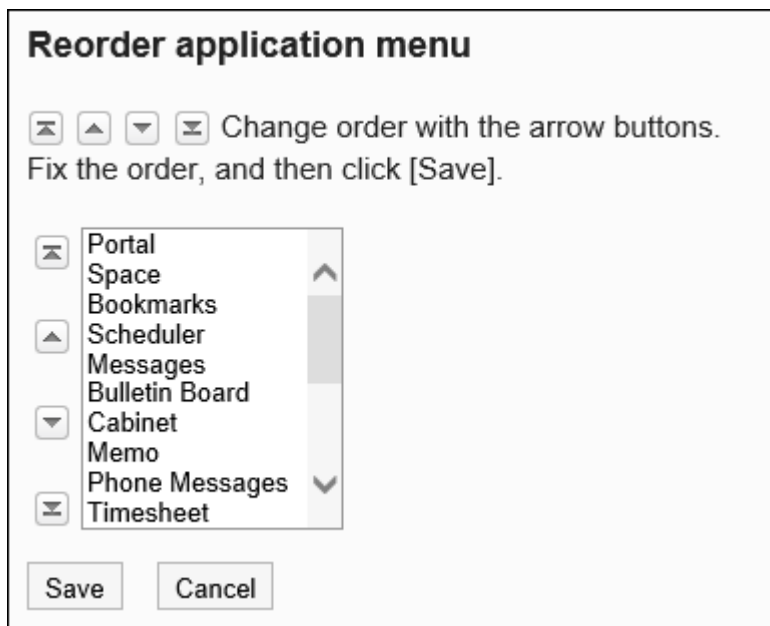 Reorder application menu
Change order with the arrow buttons.
Fix the order, and then click [Save].
Portal
Space
Bookmarks
Scheduler
Messages
Bulletin Board
Cabinet
Memo
Phone Messages
Timesheet
Save Cancel